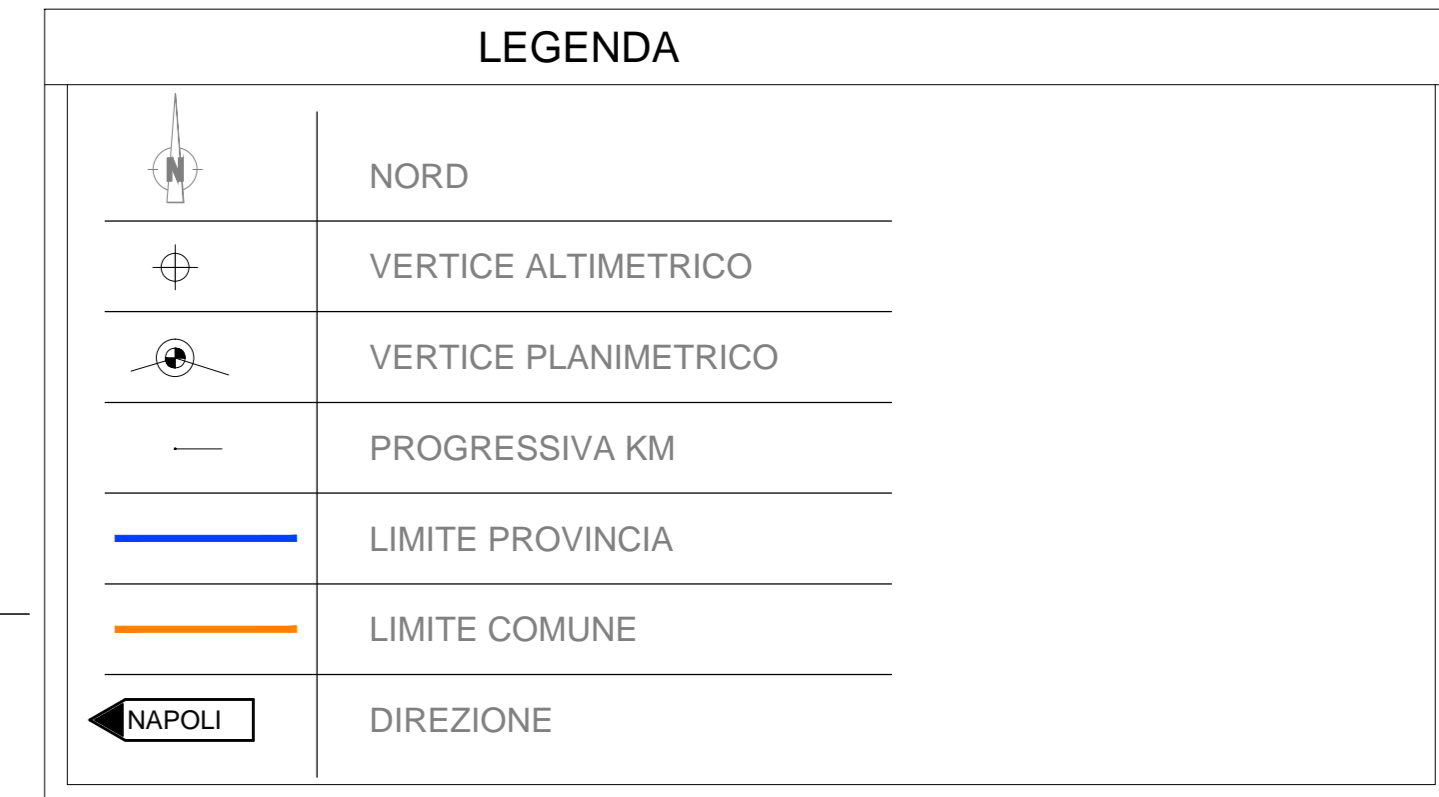 LEGENDA
N
NORD
VERTICE ALTIMETRICO
VERTICE PLANIMETRICO
PROGRESSIVA KM
LIMITE PROVINCIA
LIMITE COMUNE
NAPOLI
DIREZIONE